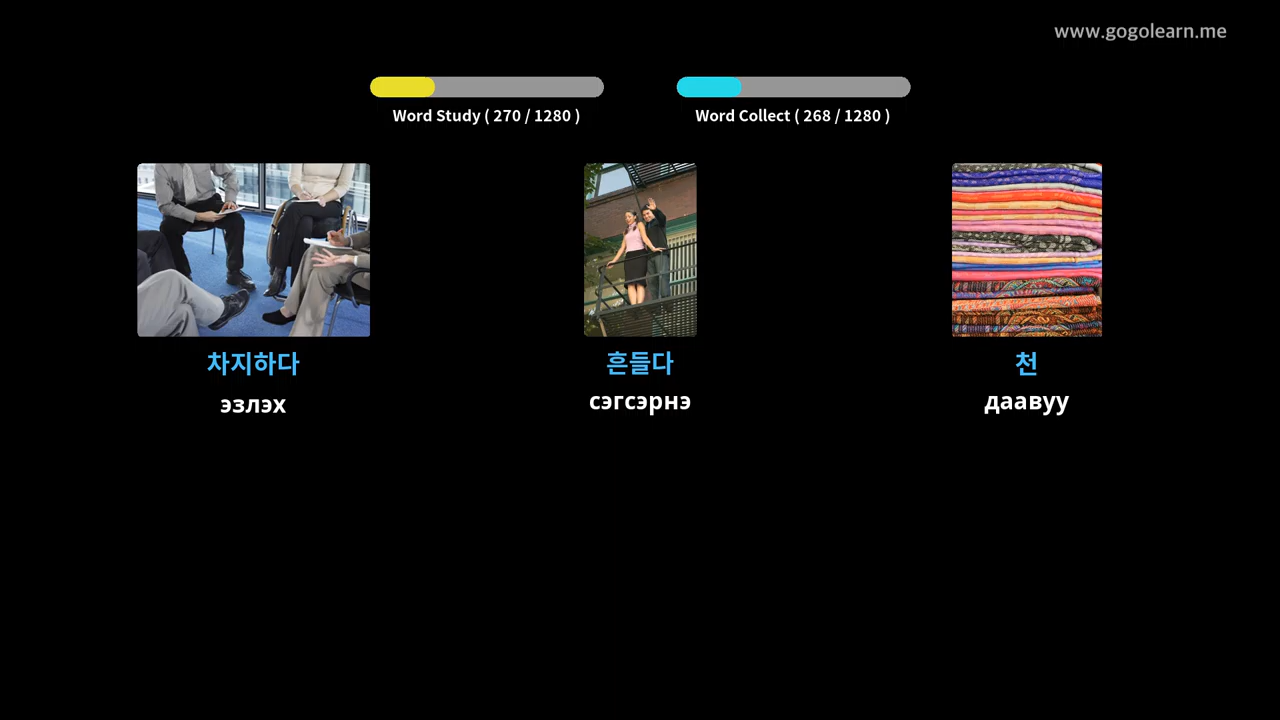 www.gogolearn.me
Word Study ( 270 / 1280 )
Word Collect ( 268 / 1280 )
차지하다
흔들다
천
эзлэх
сэгсэрнэ
даавуу